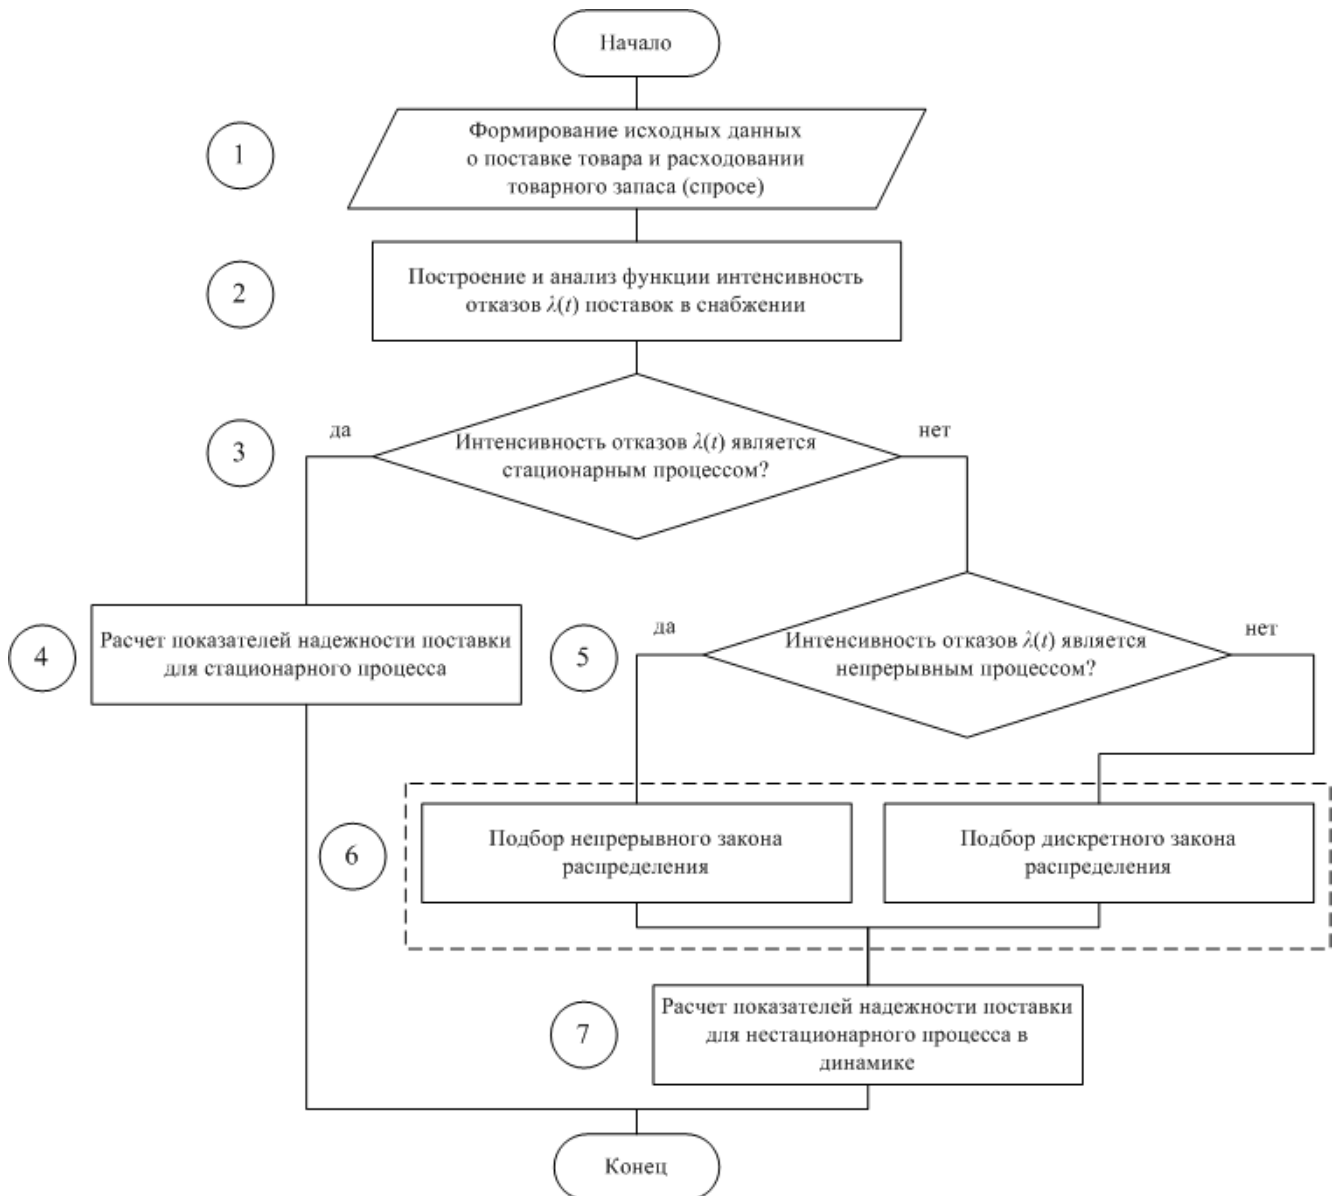 Начало
1
Формирование исходных данных
о поставке товара и расходовании
товарного запаса (спросе)
2
Построение и анализ функции интенсивность
отказов λ(t) поставок в снабжении
3
да
Интенсивность отказов λ(t) является
стационарным процессом?
нет
4
Расчет показателей надежности поставки
для стационарного процесса
5
да
Интенсивность отказов λ(t) является
непрерывным процессом?
нет
6
Подбор непрерывного закона
распределения
Подбор дискретного закона
распределения
7
Расчет показателей надежности поставки
для нестационарного процесса в
динамике
Конец